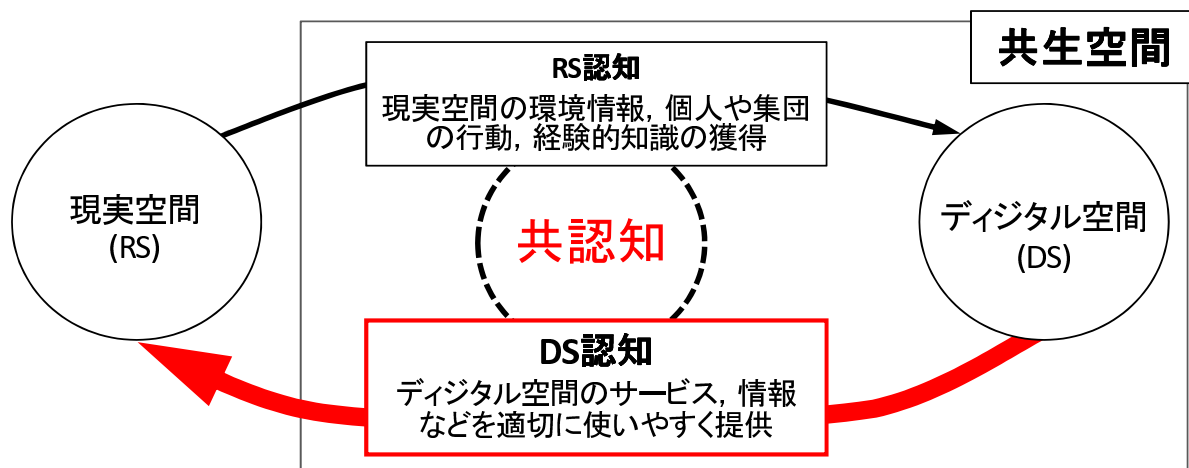 共生空間
RS認知
現実空間の環境情報, 個人や集団
の行動, 経験的知識の獲得
現実空間
(RS)
共認知
ディジタル空間
(DS)
DS認知
ディジタル空間のサービス, 情報
などを適切に使いやすく提供